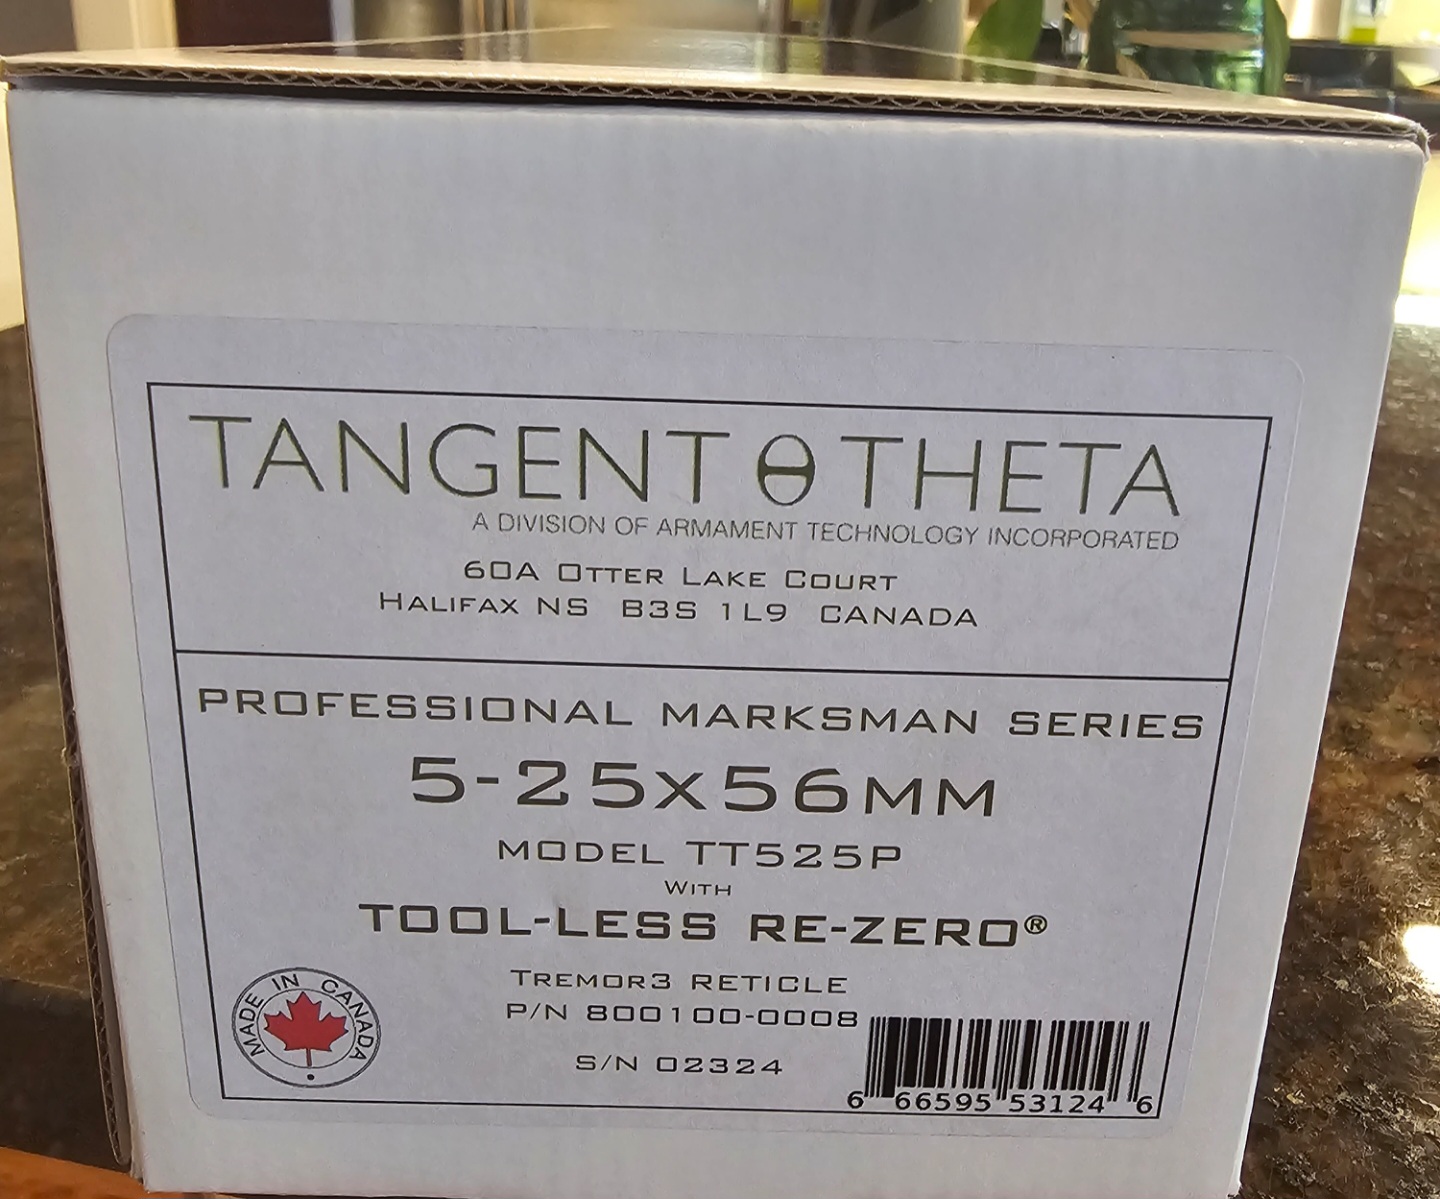 TANGENT θ THETA
A DIVISION OF ARMAMENT TECHNOLOGY INCORPORATED
60A OTTER LAKE COURT
HALIFAX NS B3S 1L9 CANADA
PROFESSIONAL MARKSMAN SERIES
5-25x56MM
MODEL TT525P
WITH
TOOL-LESS RE-ZERO®
TREMOR3 RETICLE
P/N 800100-0008
S/N 02324
MADE IN CANADA
6 66595 53124 6